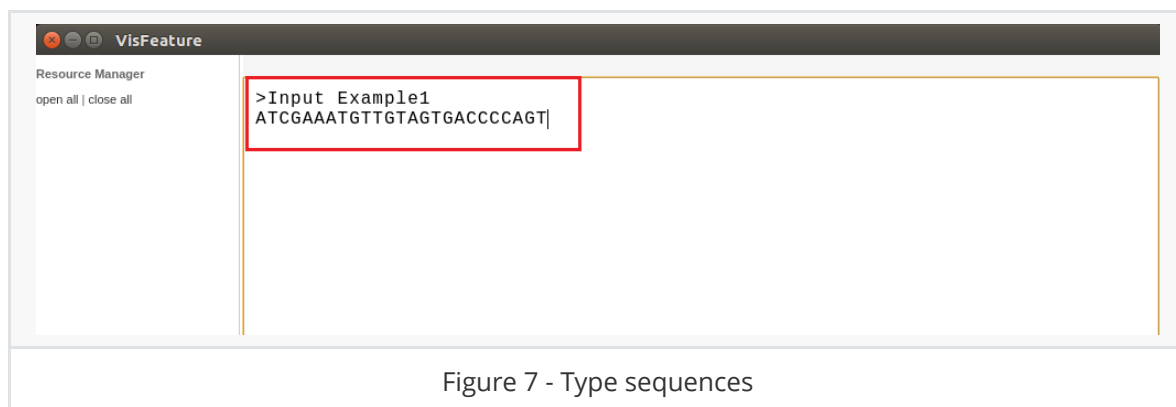 VisFeature
Resource Manager
open all | close all
>Input Example1
ATCGAAATGTTGTAGTGACCCCAGT
Figure 7 - Type sequences